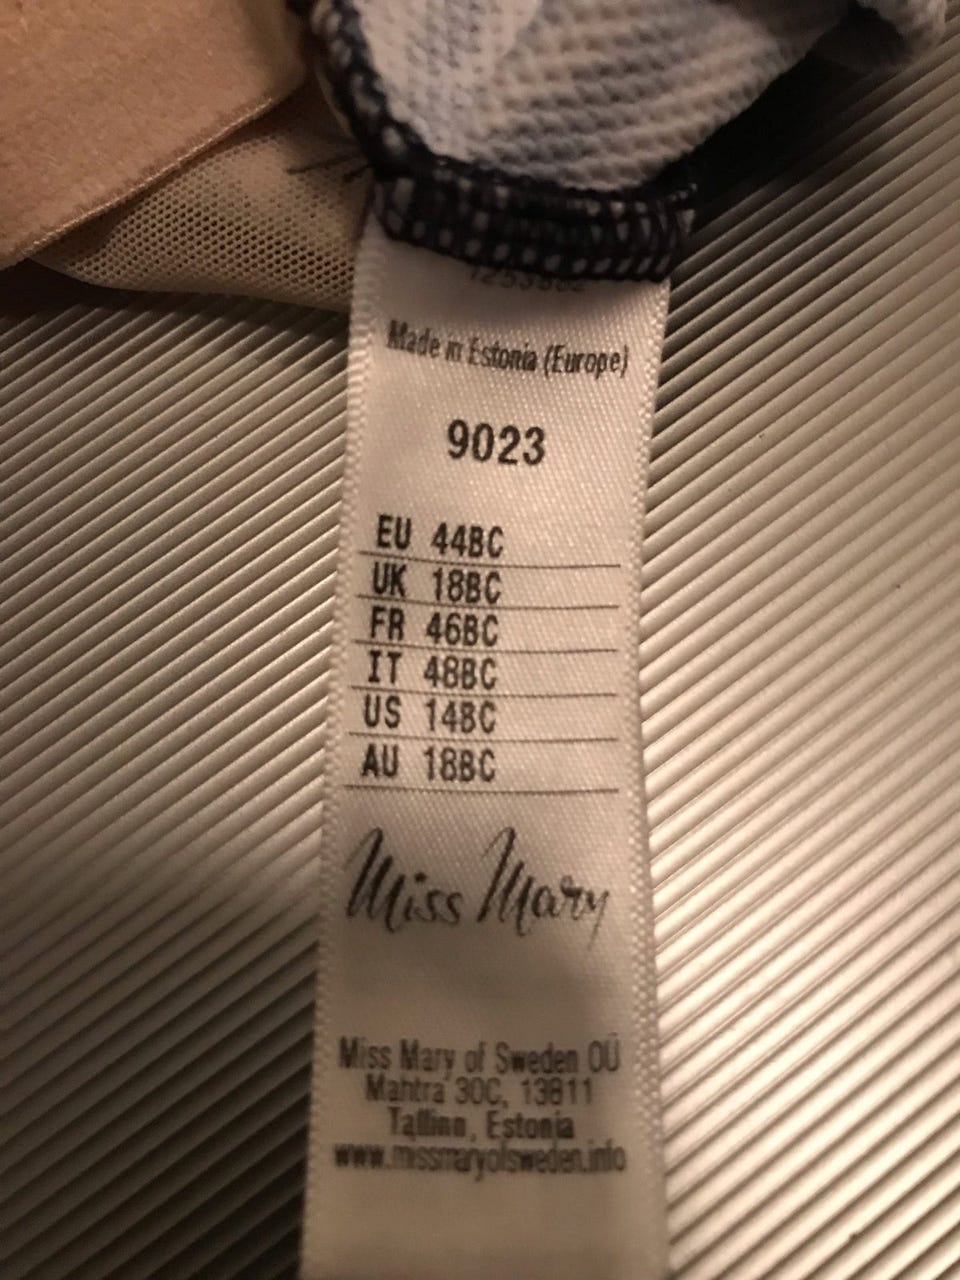 Made in Estonia (Europe)
9023
EU 44BC
UK 18BC
FR 46BC
IT 48BC
US 14BC
AU 18BC
Miss Mary
Miss Mary of Sweden OÜ
Mahtra 30C, 13811
Tallinn, Estonia
www.missmaryofsweden.info